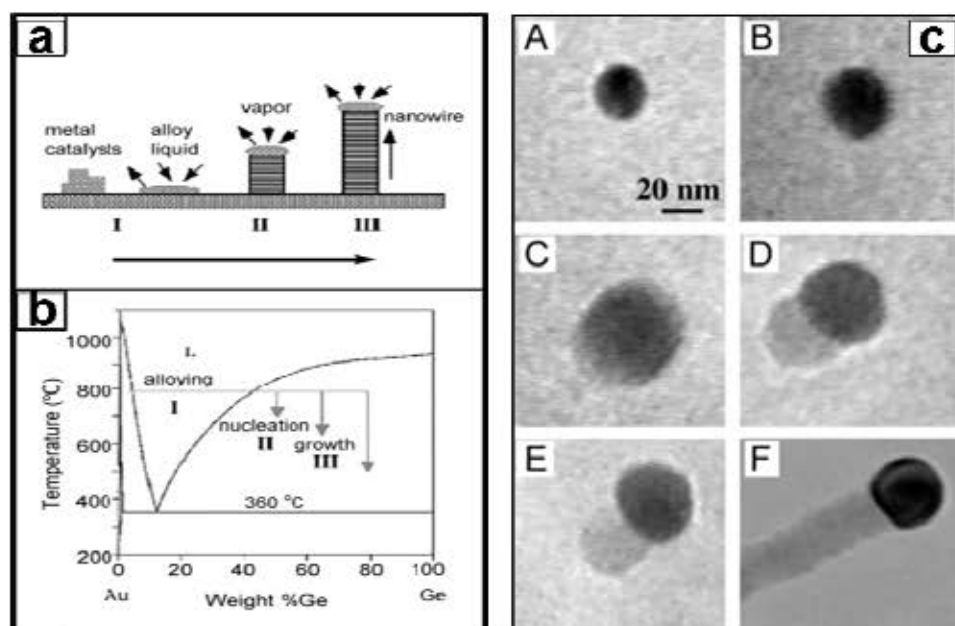 a
metal
catalysts
alloy
liquid
vapor
nanowire
I II III
b
1000
800
600
400
200
Temperature (°C)
L
alloying
I
nucleation
II
growth
III
360 °C
0 20 40 60 80 100
Au Weight %Ge Ge
c
A
20 nm
B
C
D
E
F